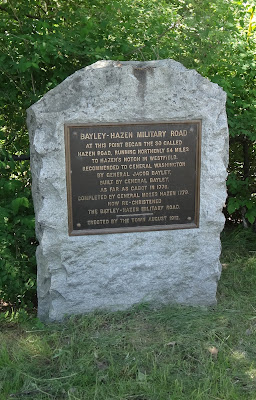 BAYLEY-HAZEN MILITARY ROAD
AT THIS POINT BEGAN THE SO CALLED
HAZEN ROAD, RUNNING NORTHERLY 54 MILES
TO HAZEN'S NOTCH IN WESTFIELD.
RECOMMENDED TO GENERAL WASHINGTON
BY GENERAL JACOB BAYLEY.
BUILT BY GENERAL BAYLEY,
AS FAR AS CABOT IN 1776.
COMPLETED BY GENERAL MOSES HAZEN 1779.
NOW RE-CHRISTENED
THE BAYLEY-HAZEN MILITARY ROAD.
ERECTED BY THE TOWN AUGUST